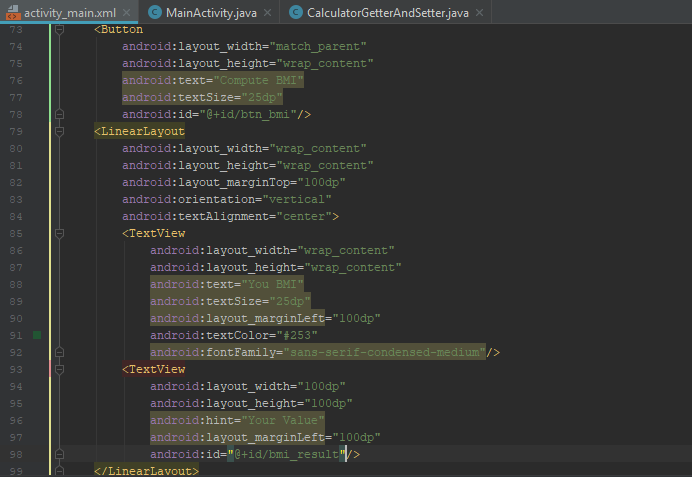 activity_main.xml × MainActivity.java × CalculatorGetterAndSetter.java ×
73 <Button
74 android:layout_width="match_parent"
75 android:layout_height="wrap_content"
76 android:text="Compute BMI"
77 android:textSize="25dp"
78 android:id="@+id/btn_bmi"/>
79 <LinearLayout
80 android:layout_width="wrap_content"
81 android:layout_height="wrap_content"
82 android:layout_marginTop="100dp"
83 android:orientation="vertical"
84 android:textAlignment="center">
85 <TextView
86 android:layout_width="wrap_content"
87 android:layout_height="wrap_content"
88 android:text="You BMI"
89 android:textSize="25dp"
90 android:layout_marginLeft="100dp"
91 android:textColor="#253"
92 android:fontFamily="sans-serif-condensed-medium"/>
93 <TextView
94 android:layout_width="100dp"
95 android:layout_height="100dp"
96 android:hint="Your Value"
97 android:layout_marginLeft="100dp"
98 android:id="@+id/bmi_result"/>
99 </LinearLayout>